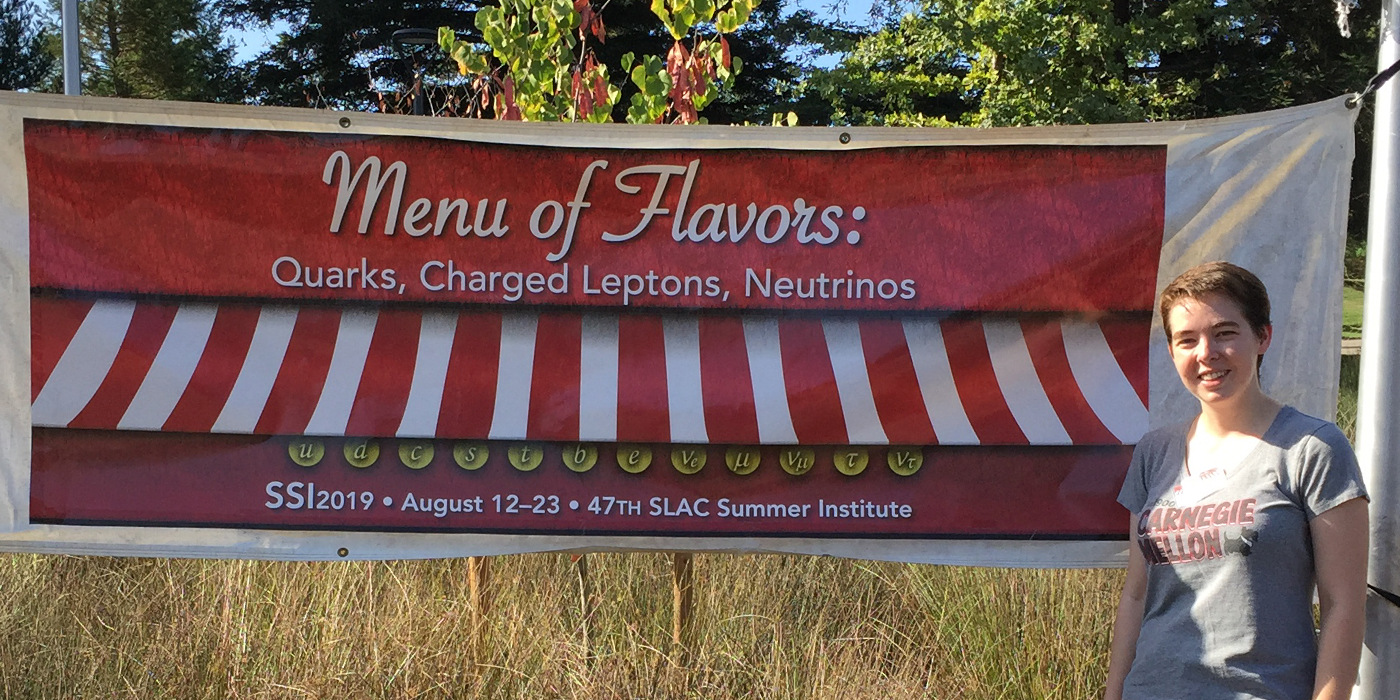 Menu of Flavors:
Quarks, Charged Leptons, Neutrinos
u d c s t b e νe μ νμ τ ντ
SSI2019 • August 12–23 • 47TH SLAC Summer Institute
CARNEGIE
MELLON